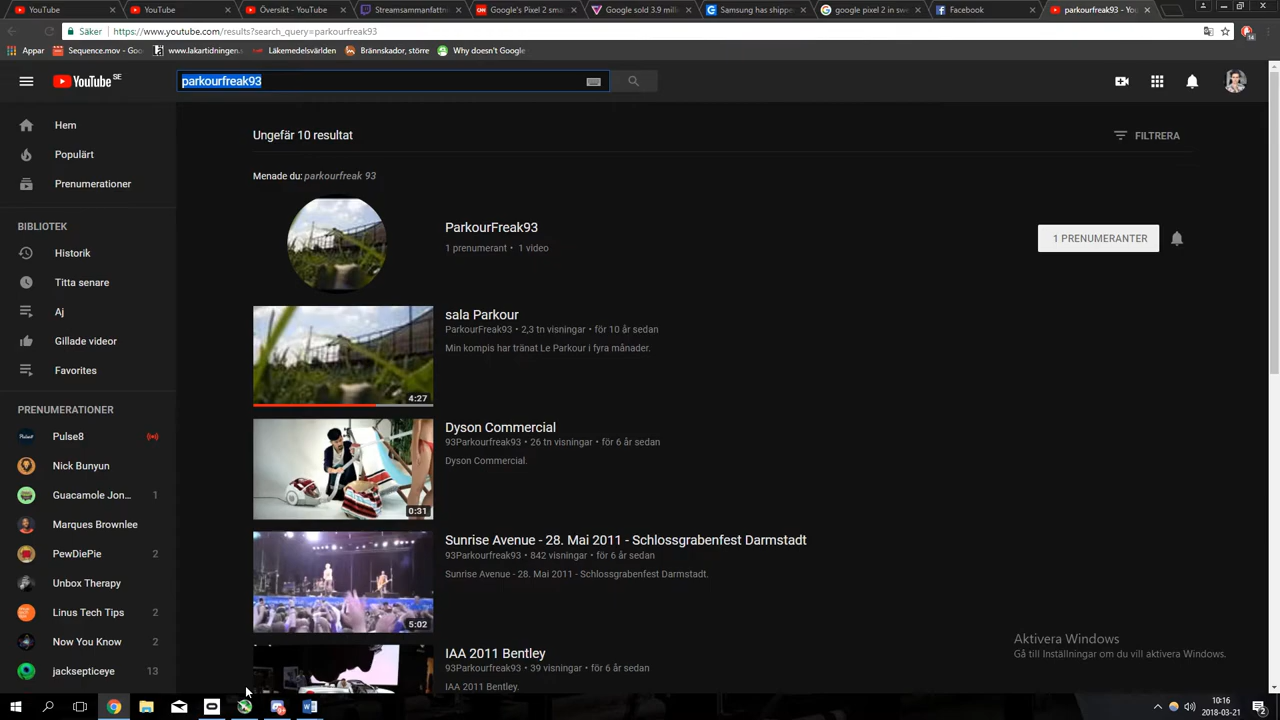 YouTube
YouTube
Översikt - YouTube
Streamsammanfattni
Google's Pixel 2 sma
Google sold 3.9 milli
Samsung has shipped
google pixel 2 in swe
Facebook
parkourfreak93 - You
Säker
https://www.youtube.com/results?search_query=parkourfreak93
14
Appar
Sequence.mov - Goo
www.lakartidningen.
Läkemedelsvärlden
Brännskador, större
Why doesn't Google
YouTube SE
parkourfreak93
Hem
Populärt
Prenumerationer
BIBLIOTEK
Historik
Titta senare
Aj
Gillade videor
Favorites
PRENUMERATIONER
Pulse8
Nick Bunyun
Guacamole Jon... 1
Marques Brownlee
PewDiePie 2
Unbox Therapy
Linus Tech Tips 2
Now You Know 2
jacksepticeye 13
Ungefär 10 resultat
FILTRERA
Menade du: parkourfreak 93
ParkourFreak93
1 prenumerant • 1 video
1 PRENUMERANTER
4:27
sala Parkour
ParkourFreak93 • 2,3 tn visningar • för 10 år sedan
Min kompis har tränat Le Parkour i fyra månader.
0:31
Dyson Commercial
93Parkourfreak93 • 26 tn visningar • för 6 år sedan
Dyson Commercial.
5:02
Sunrise Avenue - 28. Mai 2011 - Schlossgrabenfest Darmstadt
93Parkourfreak93 • 842 visningar • för 6 år sedan
Sunrise Avenue - 28. Mai 2011 - Schlossgrabenfest Darmstadt.
IAA 2011 Bentley
93Parkourfreak93 • 39 visningar • för 6 år sedan
IAA 2011 Bentley.
Aktivera Windows
Gå till Inställningar om du vill aktivera Windows.
10:16
2018-03-21
2